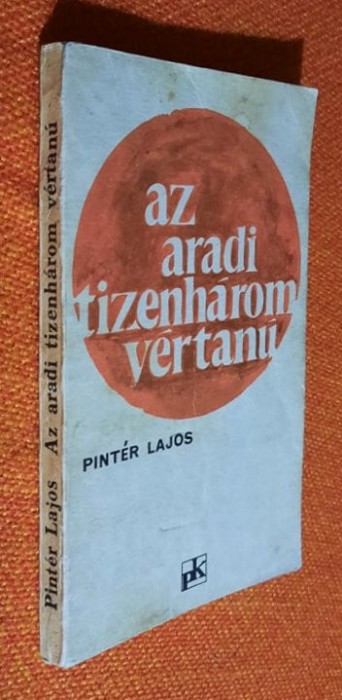 az
aradi
tizenhárom
vértanú
PINTÉR LAJOS
pk
Pintér Lajos Az aradi tizenhárom vértanú